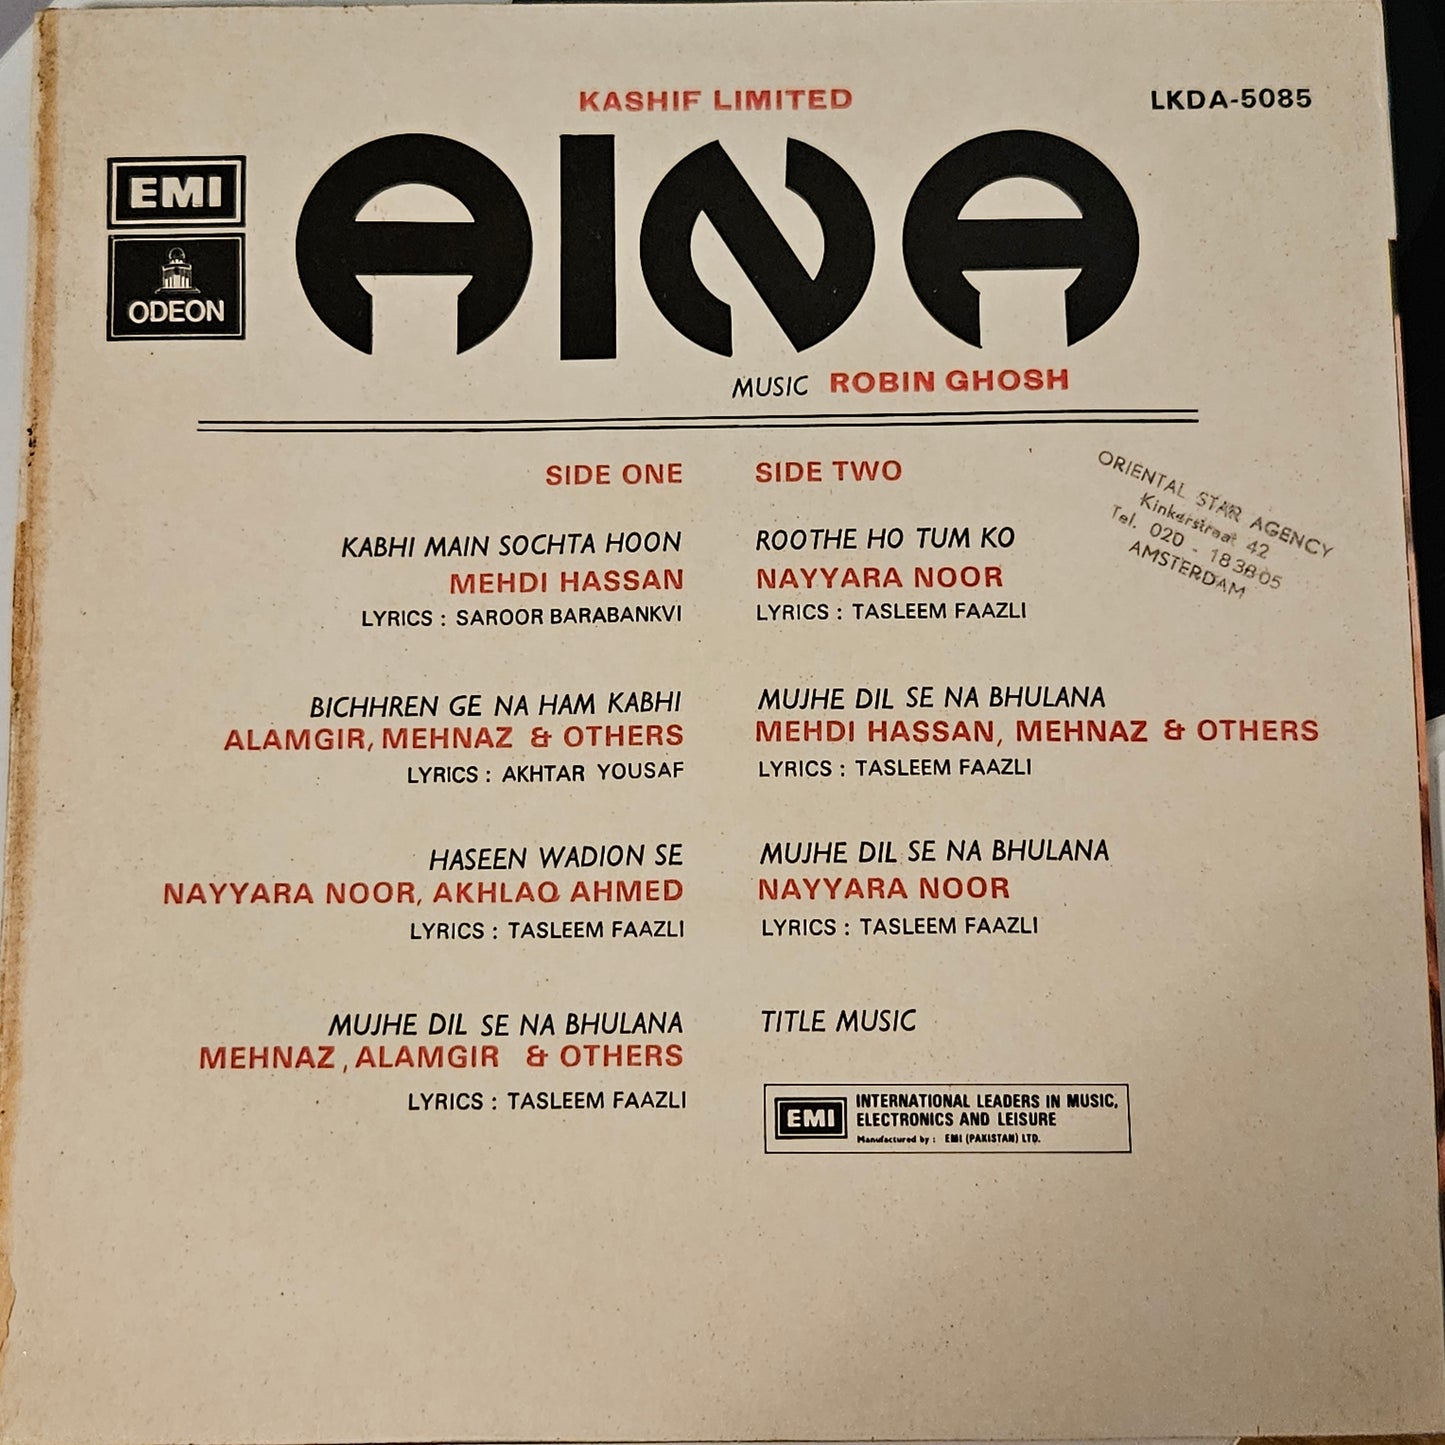 KASHIF LIMITED
LKDA-5085
EMI
ODEON
AINA
MUSIC ROBIN GHOSH
SIDE ONE
KABHI MAIN SOCHTA HOON
MEHDI HASSAN
LYRICS : SAROOR BARABANKVI
BICHHREN GE NA HAM KABHI
ALAMGIR, MEHNAZ & OTHERS
LYRICS : AKHTAR YOUSAF
HASEEN WADION SE
NAYYARA NOOR, AKHLAQ AHMED
LYRICS : TASLEEM FAAZLI
MUJHE DIL SE NA BHULANA
MEHNAZ, ALAMGIR & OTHERS
LYRICS : TASLEEM FAAZLI
SIDE TWO
ROOTHE HO TUM KO
NAYYARA NOOR
LYRICS : TASLEEM FAAZLI
MUJHE DIL SE NA BHULANA
MEHDI HASSAN, MEHNAZ & OTHERS
LYRICS : TASLEEM FAAZLI
MUJHE DIL SE NA BHULANA
NAYYARA NOOR
LYRICS : TASLEEM FAAZLI
TITLE MUSIC
ORIENTAL STAR AGENCY
Kinkerstraat 42
Tel. 020 - 183805
AMSTERDAM
EMI
INTERNATIONAL LEADERS IN MUSIC,
ELECTRONICS AND LEISURE
Manufactured by : EMI (PAKISTAN) LTD.